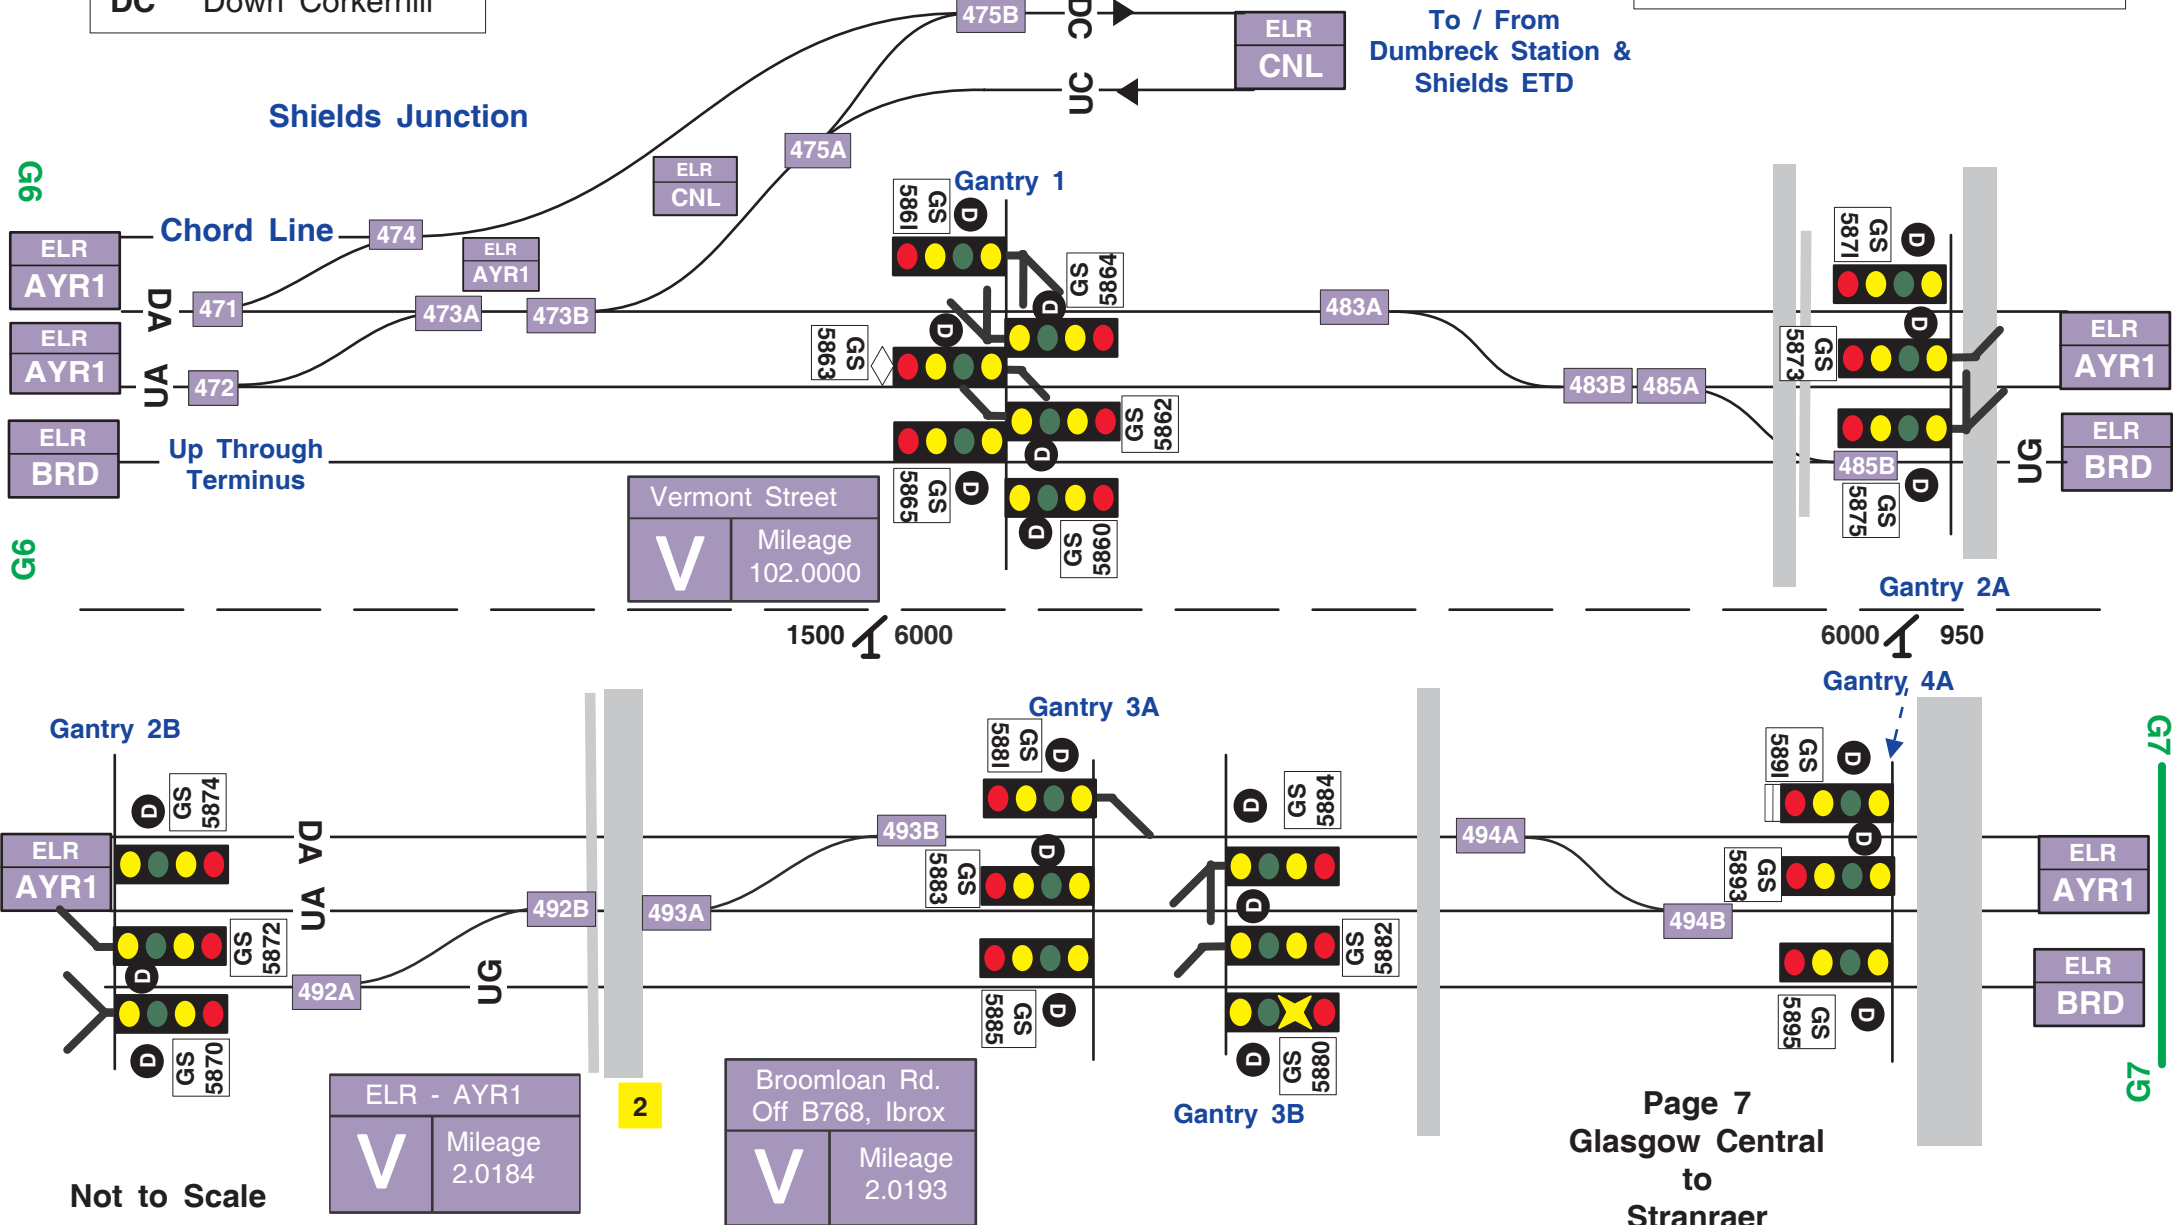 DC Down Corkerhill
475B
DC
ELR
CNL
To / From
Dumbreck Station &
Shields ETD
UC
Shields Junction
475A
ELR
CNL
G6
Gantry 1
GS
5861
D
Chord Line
474
ELR
AYR1
ELR
AYR1
DA
471
473A
473B
GS
5864
D
483A
GS
5871
D
ELR
AYR1
UA
472
GS
5863
D
483B
485A
GS
5873
D
ELR
AYR1
ELR
BRD
Up Through
Terminus
GS
5862
D
485B
UG
ELR
BRD
GS
5865
D
GS
5860
D
GS
5875
D
Vermont Street
V
Mileage
102.0000
G6
Gantry 2A
1500 6000
6000 950
Gantry 4A
Gantry 2B
Gantry 3A
G7
D
GS
5874
GS
5881
D
D
GS
5884
GS
5891
D
ELR
AYR1
DA
493B
494A
D
ELR
AYR1
UA
492B
493A
GS
5883
D
D
GS
5893
494B
GS
5872
D
GS
5882
492A
UG
ELR
BRD
D
GS
5870
GS
5885
D
D
GS
5880
GS
5895
D
G7
ELR - AYR1
V
Mileage
2.0184
2
Broomloan Rd.
Off B768, Ibrox
V
Mileage
2.0193
Gantry 3B
Page 7
Glasgow Central
to
Stranraer
Not to Scale